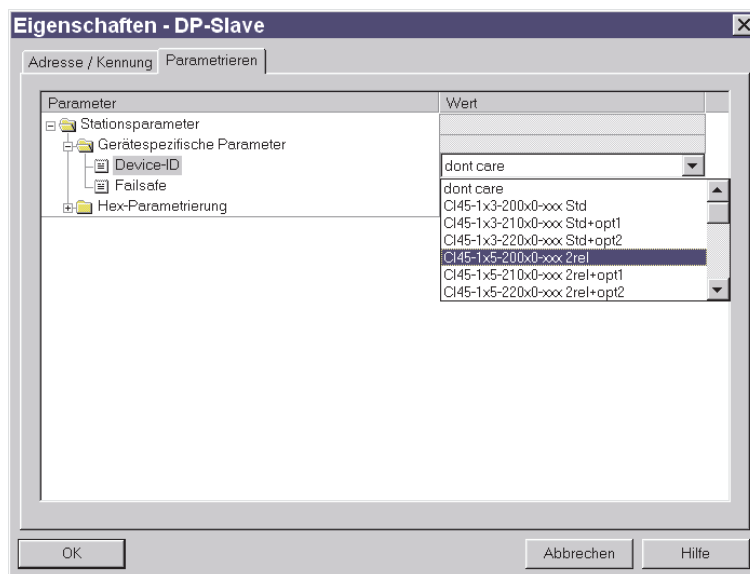 Eigenschaften - DP-Slave
Adresse / Kennung Parametrieren
Parameter Wert
Stationsparameter
Gerätespezifische Parameter
Device-ID dont care
Failsafe dont care
CI45-1x3-200x0-xxx Std
Hex-Parametrierung CI45-1x3-210x0-xxx Std+opt1
CI45-1x3-220x0-xxx Std+opt2
CI45-1x5-200x0-xxx 2rel
CI45-1x5-210x0-xxx 2rel+opt1
CI45-1x5-220x0-xxx 2rel+opt2
OK Abbrechen Hilfe